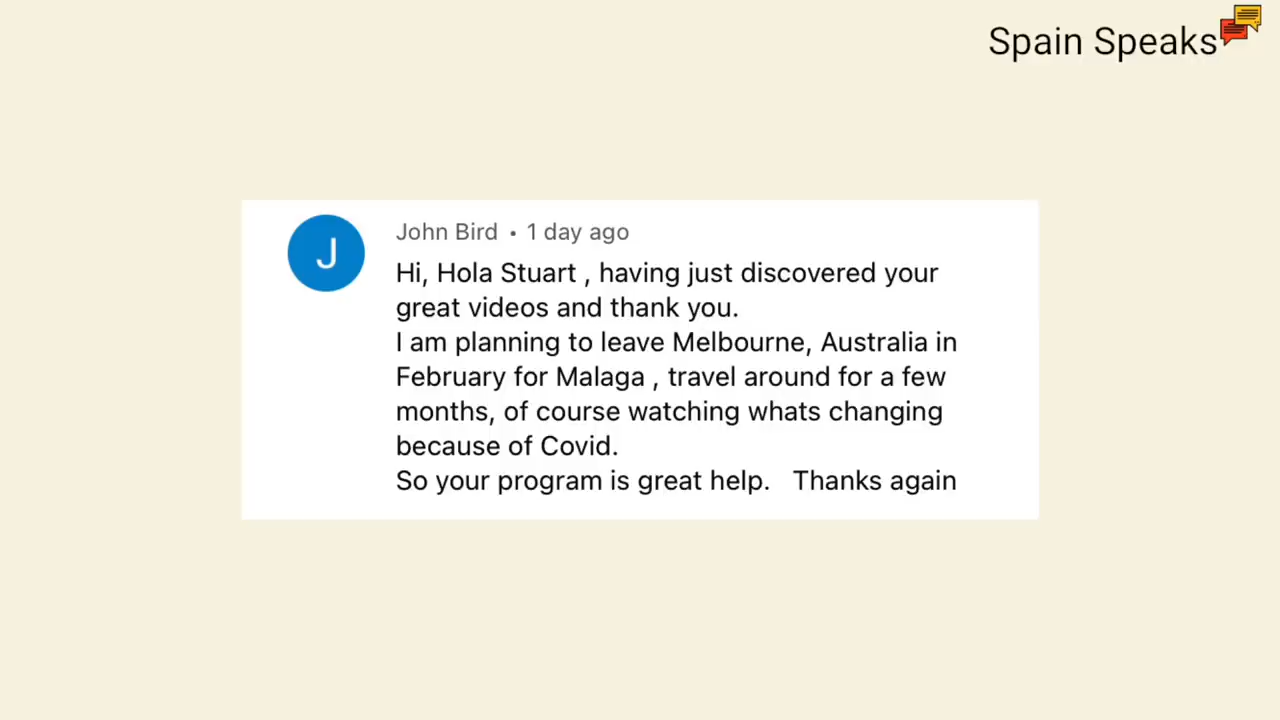 Spain Speaks
J
John Bird • 1 day ago
Hi, Hola Stuart , having just discovered your
great videos and thank you.
I am planning to leave Melbourne, Australia in
February for Malaga , travel around for a few
months, of course watching whats changing
because of Covid.
So your program is great help.   Thanks again